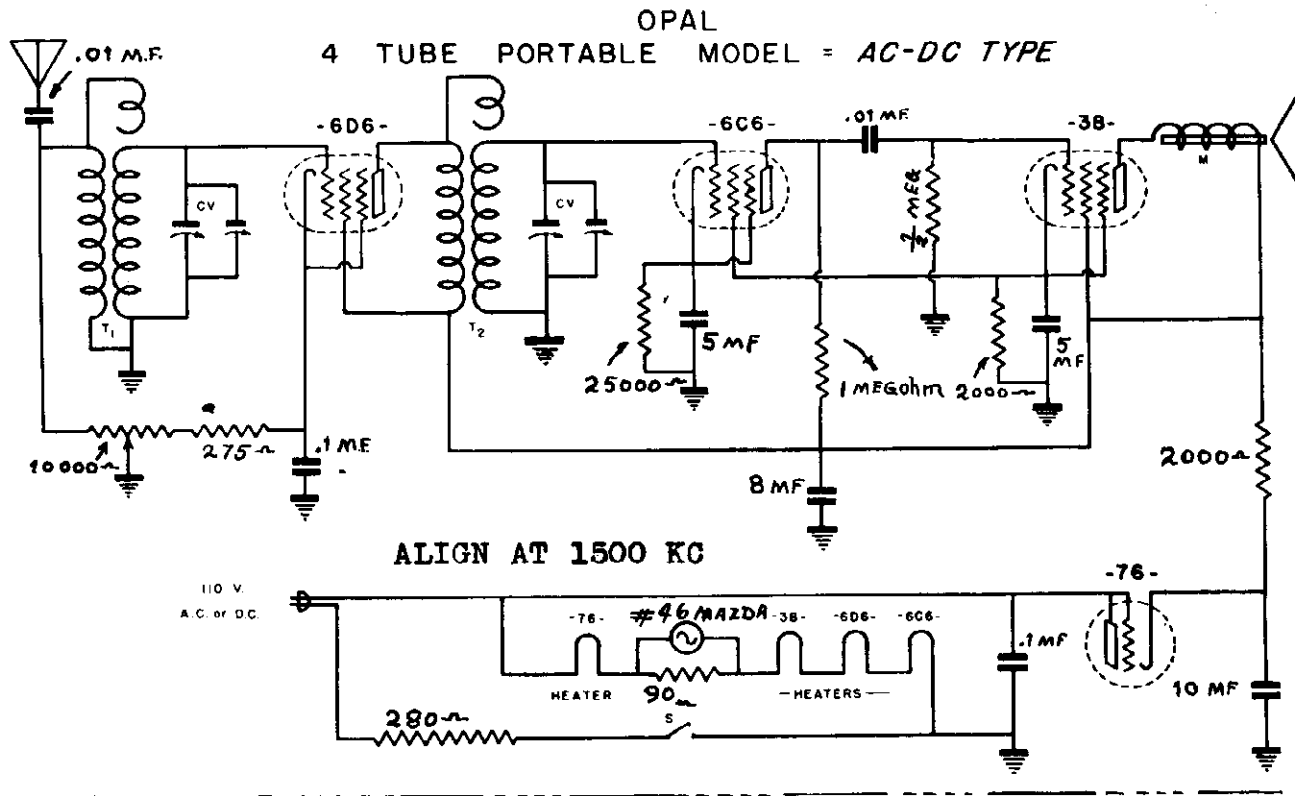 OPAL
4 TUBE PORTABLE MODEL = AC-DC TYPE
.01 M.F.
-6D6-
-6C6-
.01 MF
-38-
M
CV
CV
1/2 MEG
T1
T2
5 MF
5 MF
25000~
1 MEGohm
2000~
10000~
275~
.1 M.F.
8 MF
2000~
ALIGN AT 1500 KC
110 V.
A.C. or D.C.
-76-
#46 MAZDA
-38-
-6D6-
-6C6-
-76-
.1 MF
HEATER
90~
—HEATERS—
10 MF
280~
S